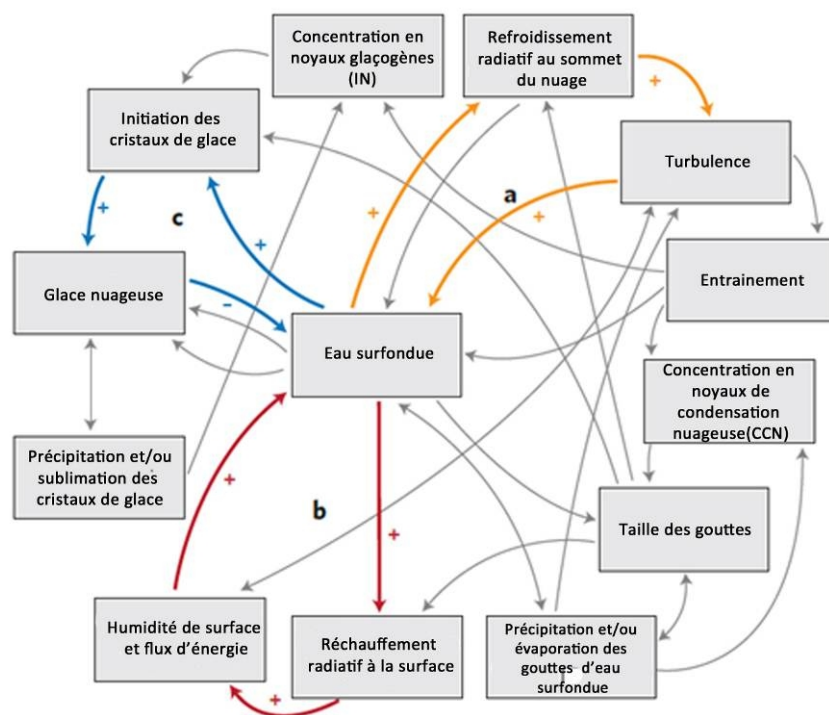 Concentration en
noyaux glaçogènes
(IN)
Refroidissement
radiatif au sommet
du nuage
+
Initiation des
cristaux de glace
Turbulence
+
c
+
+
a
+
Glace nuageuse
–
Entrainement
Eau surfondue
Concentration en
noyaux de
condensation
nuageuse(CCN)
Précipitation et/ou
sublimation des
cristaux de glace
+
b
+
Taille des gouttes
Humidité de surface
et flux d'énergie
Réchauffement
radiatif à la surface
Précipitation et/ou
évaporation des
gouttes d'eau
surfondue
+